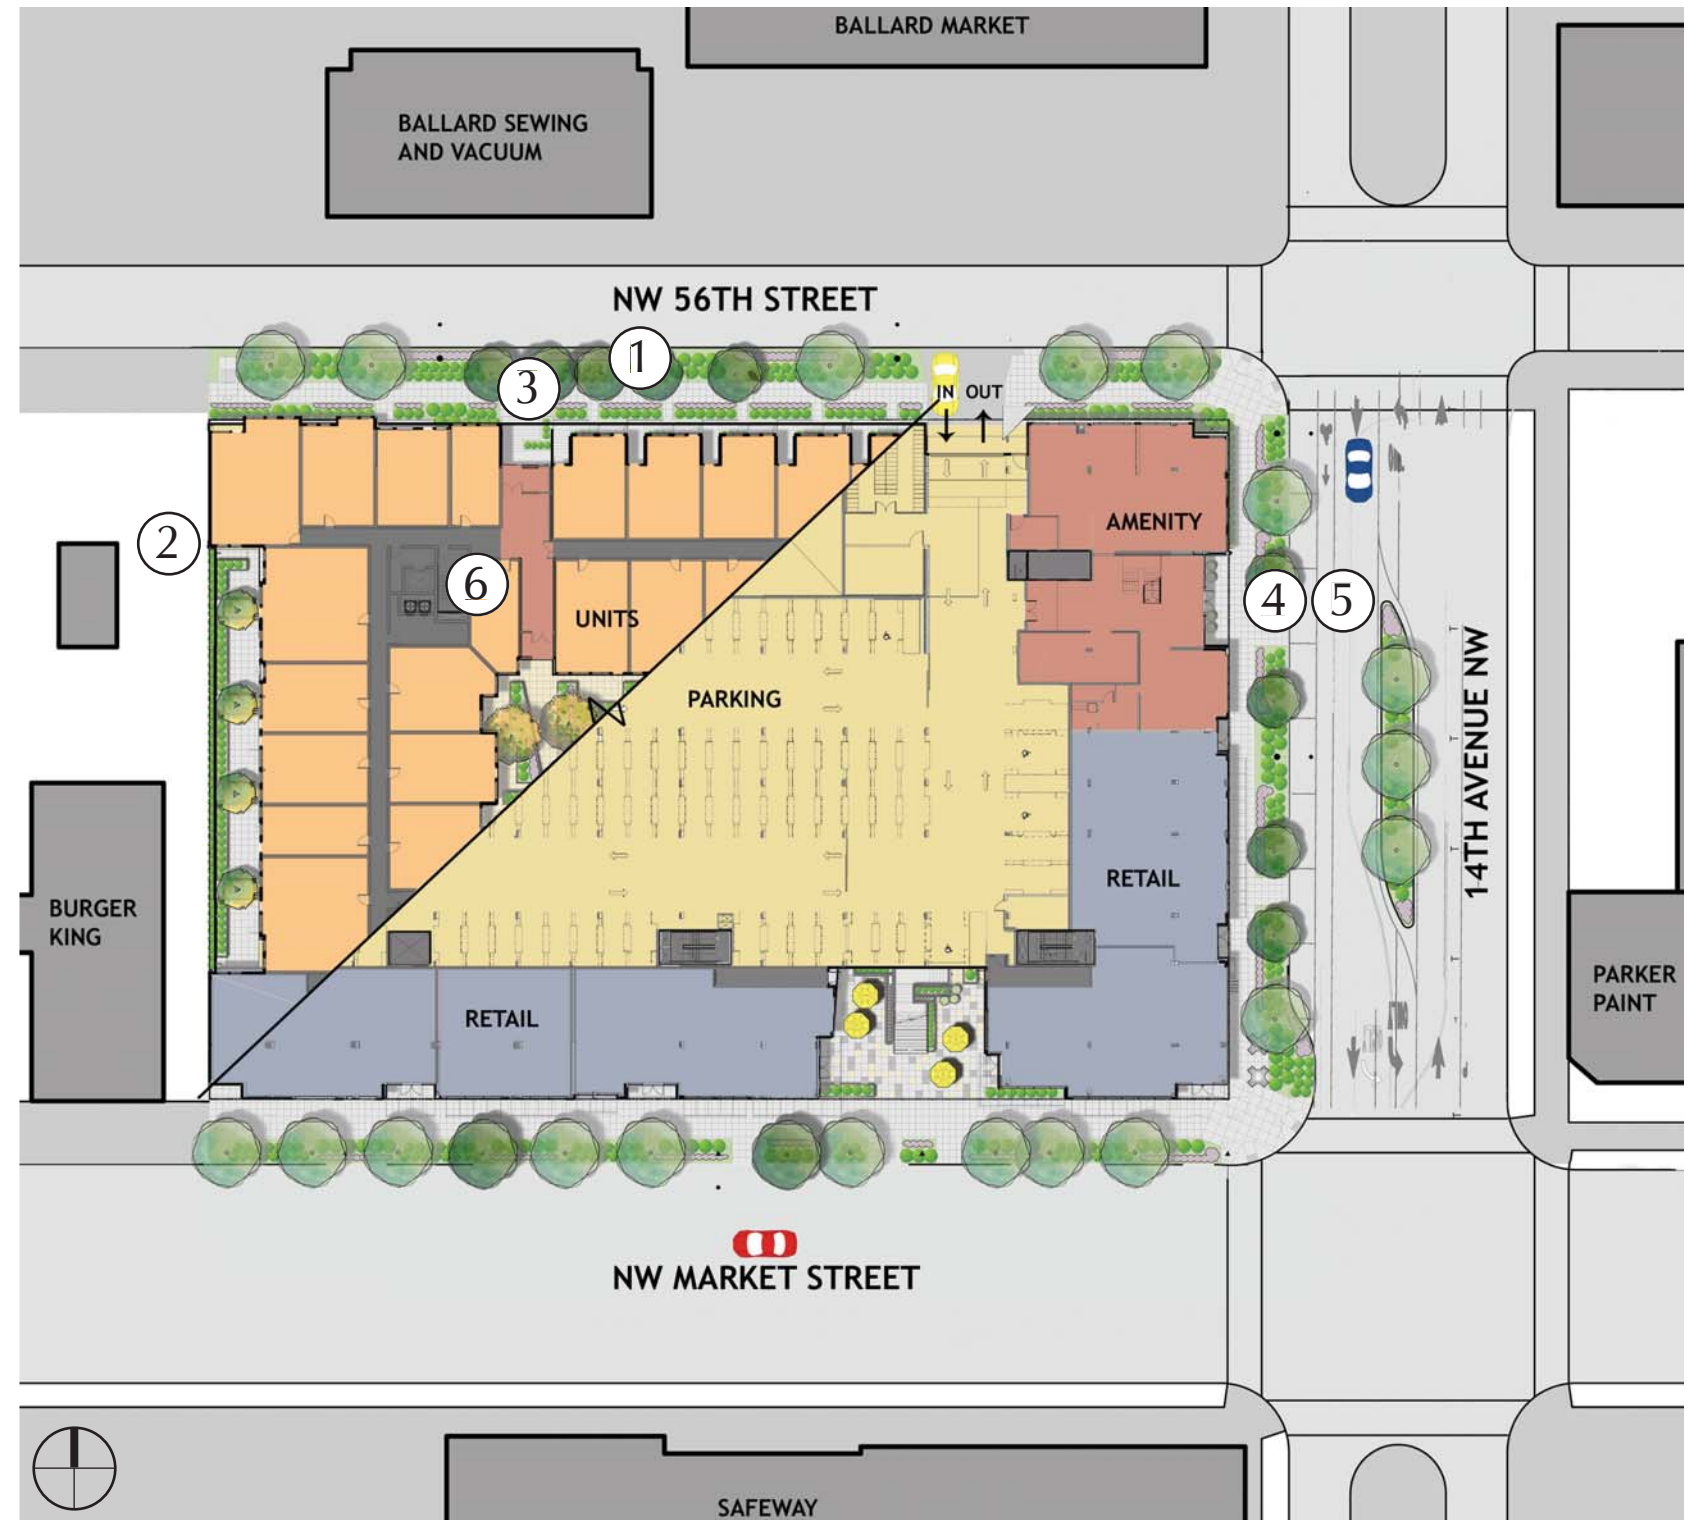 BALLARD MARKET
BALLARD SEWING
AND VACUUM
NW 56TH STREET
1
3
IN OUT
2
AMENITY
6
4
5
UNITS
PARKING
14TH AVENUE NW
RETAIL
BURGER
KING
PARKER
PAINT
RETAIL
NW MARKET STREET
SAFEWAY